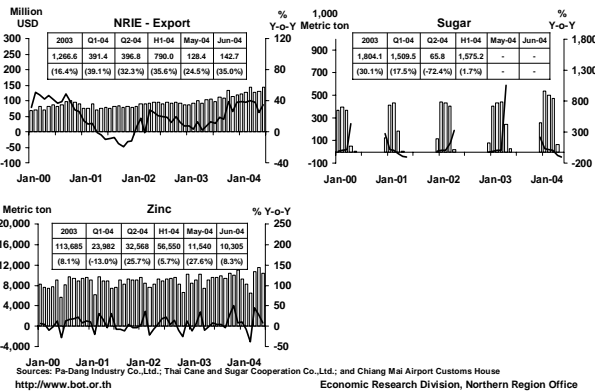 Million
USD
NRIE - Export
%
Y-o-Y
2003 Q1-04 Q2-04 H1-04 May-04 Jun-04
1,266.6 391.4 396.8 790.0 128.4 142.7
(16.4%) (39.1%) (32.3%) (35.6%) (24.5%) (35.0%)
300
250
200
150
100
50
0
-50
-100
120
80
40
0
-40
Jan-00 Jan-01 Jan-02 Jan-03 Jan-04
1,000
Metric ton
Sugar
%
Y-o-Y
2003 Q1-04 Q2-04 H1-04 May-04 Jun-04
1,804.1 1,509.5 65.8 1,575.2 - -
(30.1%) (17.5%) -72.4%) (1.7%) - -
900
700
500
300
100
-100
1,800
1,300
800
300
-200
Jan-00 Jan-01 Jan-02 Jan-03 Jan-04
Metric ton
Zinc
% Y-o-Y
2003 Q1-04 Q2-04 H1-04 May-04 Jun-04
113,685 23,982 32,568 56,550 11,540 10,305
(8.1%) (-13.0%) (25.7%) (5.7%) (27.6%) (8.3%)
20,000
16,000
12,000
8,000
4,000
0
-4,000
250
200
150
100
50
0
-50
Jan-00 Jan-01 Jan-02 Jan-03 Jan-04
Sources: Pa-Dang Industry Co.,Ltd.; Thai Cane and Sugar Cooperation Co.,Ltd.; and Chiang Mai Airport Customs House
http://www.bot.or.th
Economic Research Division, Northern Region Office